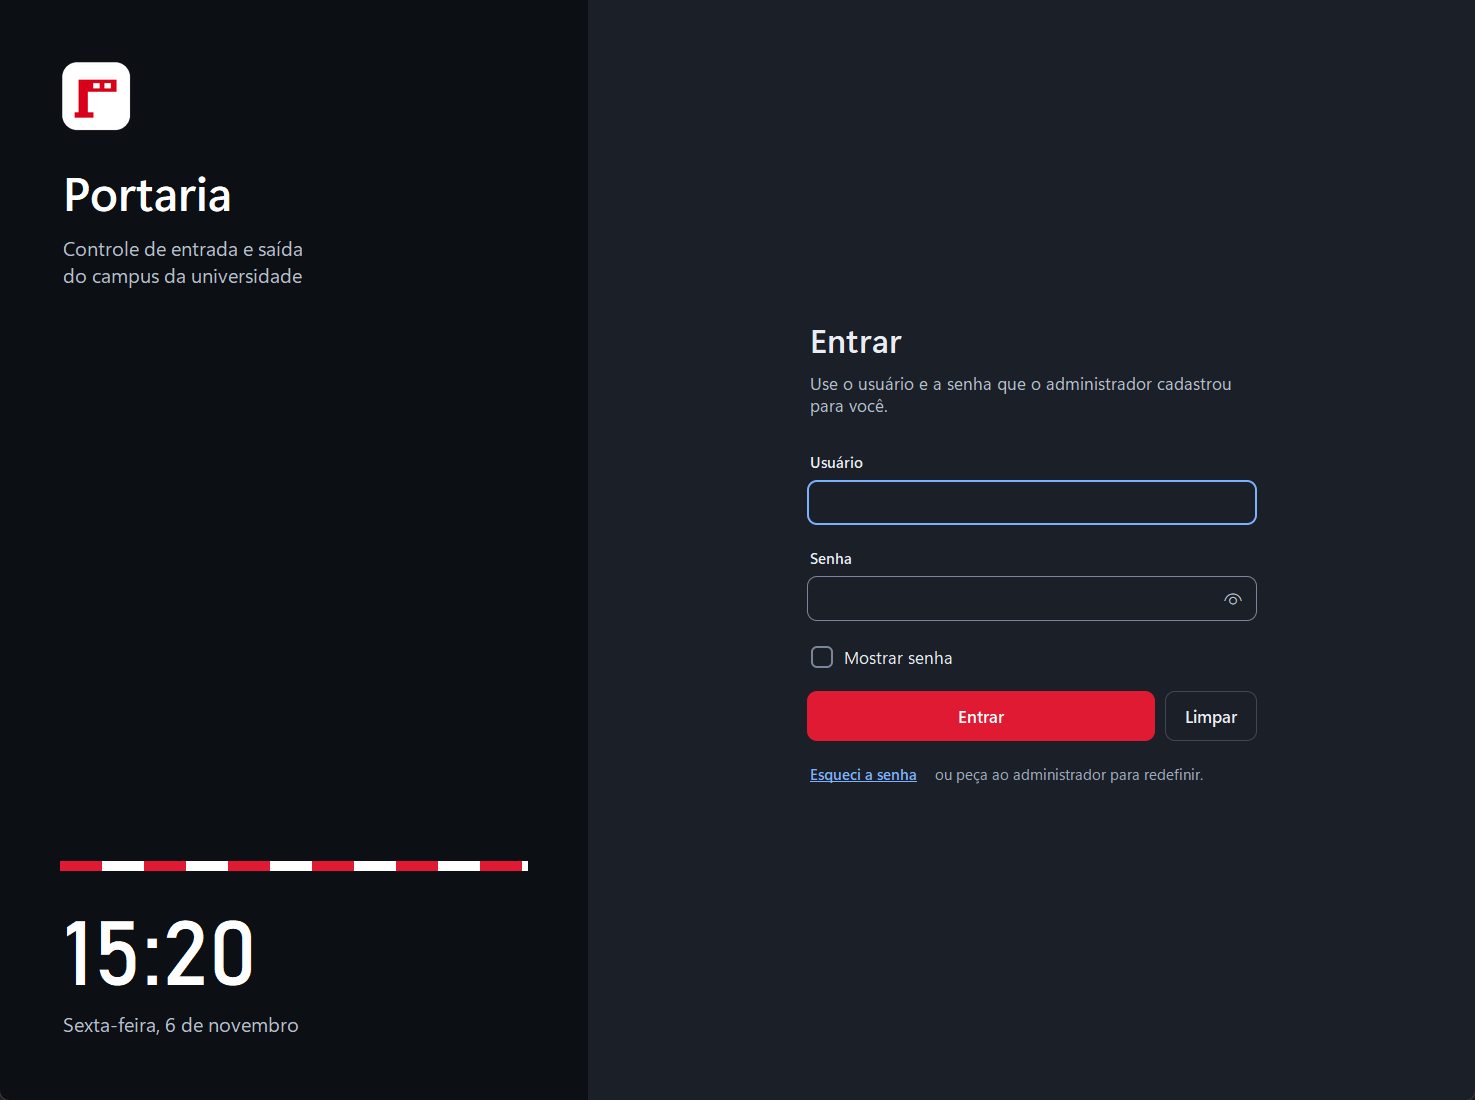 Portaria
Controle de entrada e saída
do campus da universidade
15:20
Sexta-feira, 6 de novembro
Entrar
Use o usuário e a senha que o administrador cadastrou
para você.
Usuário
Senha
Mostrar senha
Entrar
Limpar
Esqueci a senha ou peça ao administrador para redefinir.